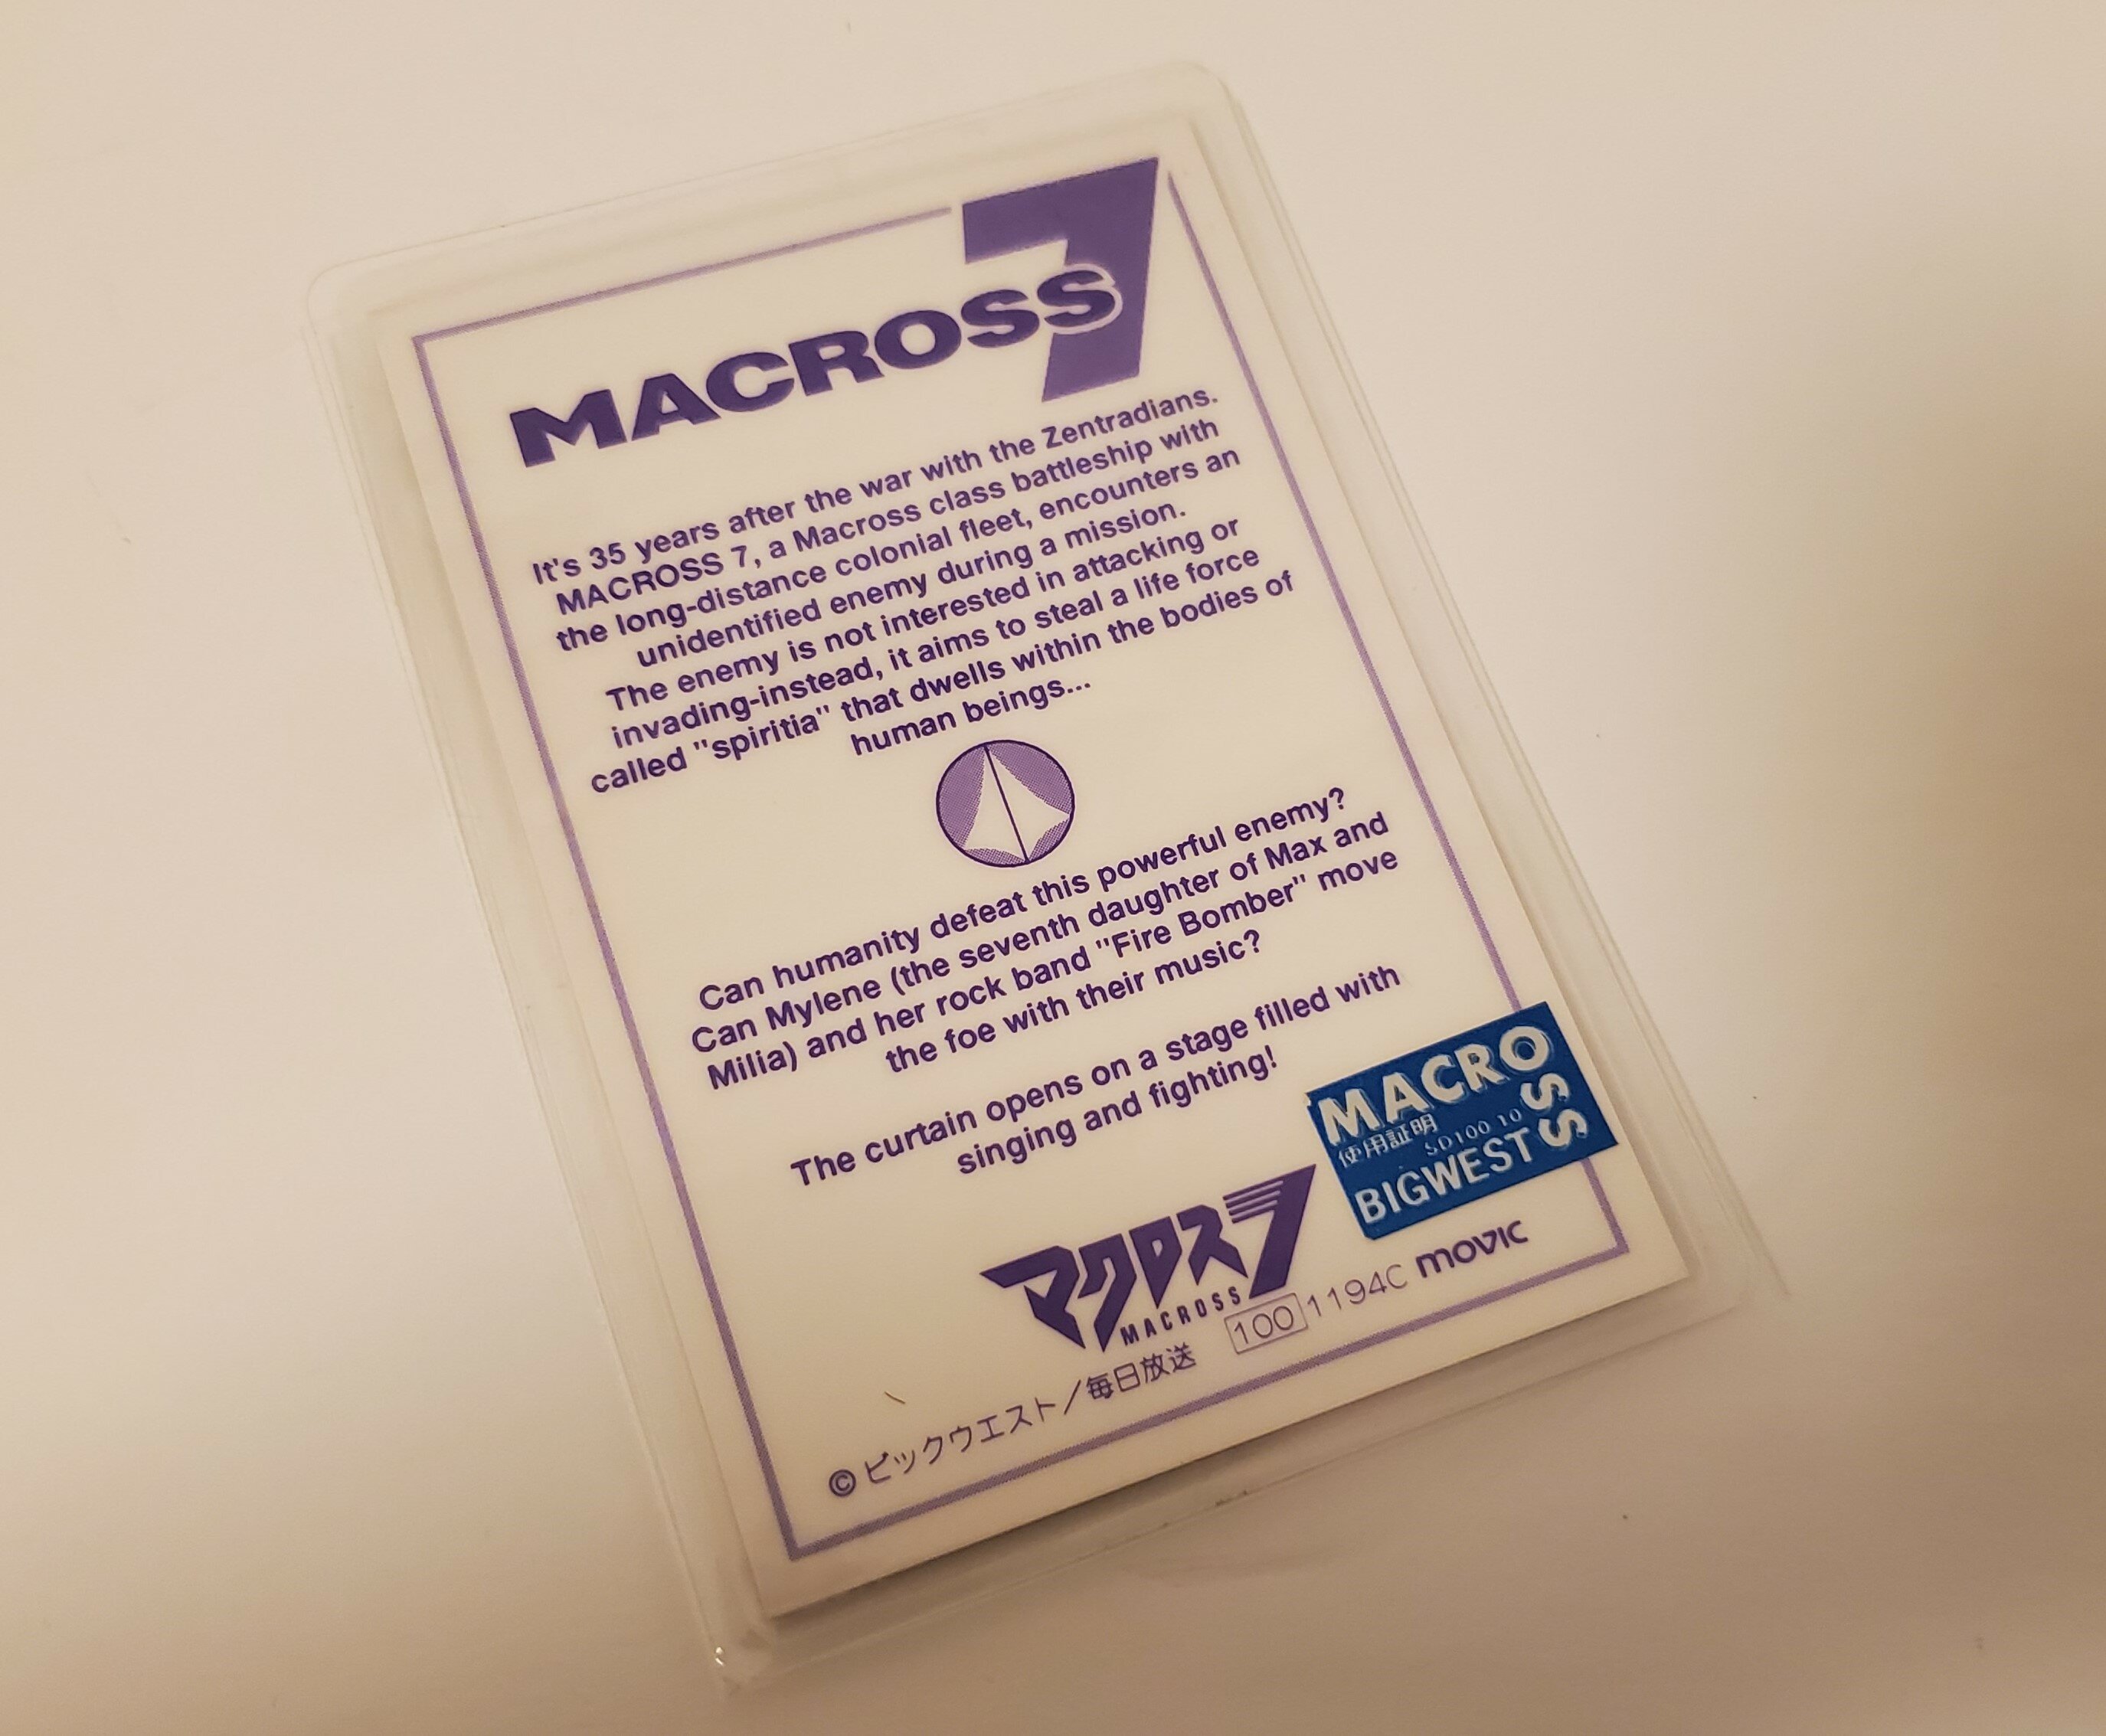 MACROSS 7
It's 35 years after the war with the Zentradians.
MACROSS 7, a Macross class battleship with
the long-distance colonial fleet, encounters an
unidentified enemy during a mission.
The enemy is not interested in attacking or
invading-instead, it aims to steal a life force
called "spiritia" that dwells within the bodies of
human beings...
Can humanity defeat this powerful enemy?
Can Mylene (the seventh daughter of Max and
Milia) and her rock band "Fire Bomber" move
the foe with their music?
The curtain opens on a stage filled with
singing and fighting!
MACROSS
使用証明
SD100 10
BIGWEST
マクロス7
MACROSS
100 1194C movic
©ビックウエスト/毎日放送